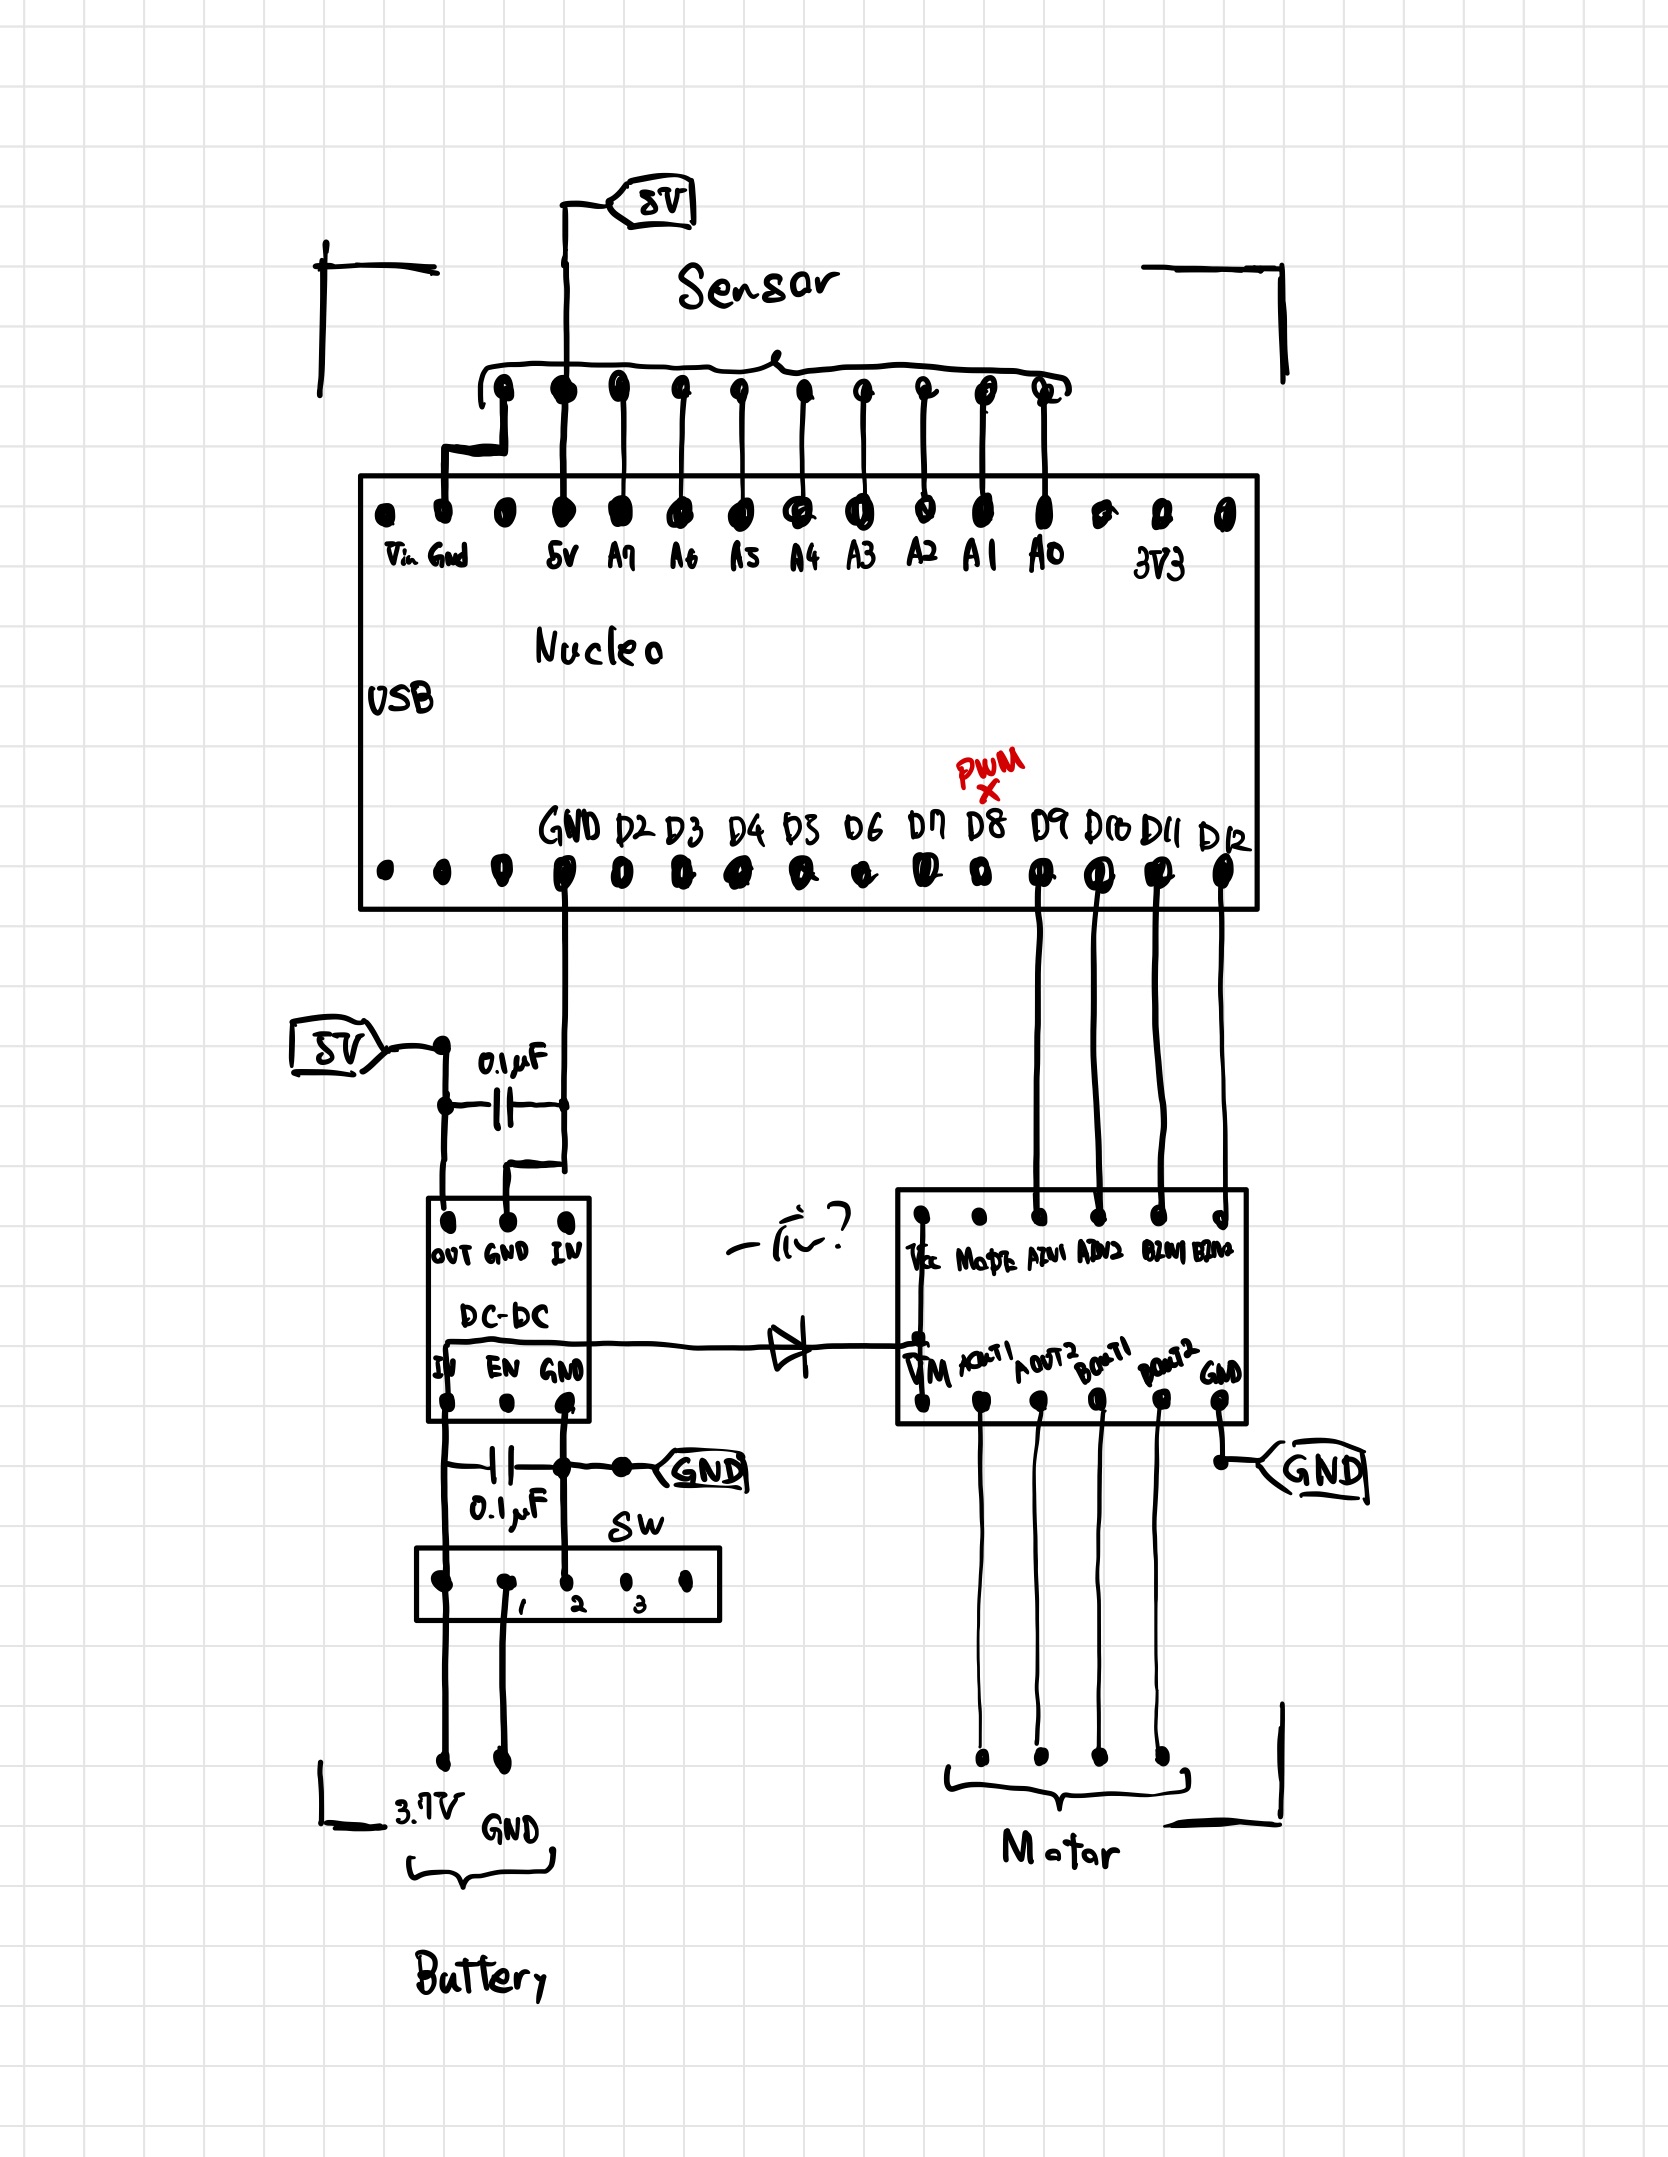 5V
Sensor
Vin Gnd 5V A7 A6 A5 A4 A3 A2 A1 A0 3V3
Nucleo
USB
PWM
×
GND D2 D3 D4 D5 D6 D7 D8 D9 D10 D11 D12
5V
0.1μF
OUT GND IN
Vcc MODE AIN1 AIN2 BIN1 BIN2
DC-DC
IN EN GND
VM AOUT1 AOUT2 BOUT1 BOUT2 GND
GND
GND
0.1μF
SW
1 2 3
3.7V
GND
Motor
Buttery